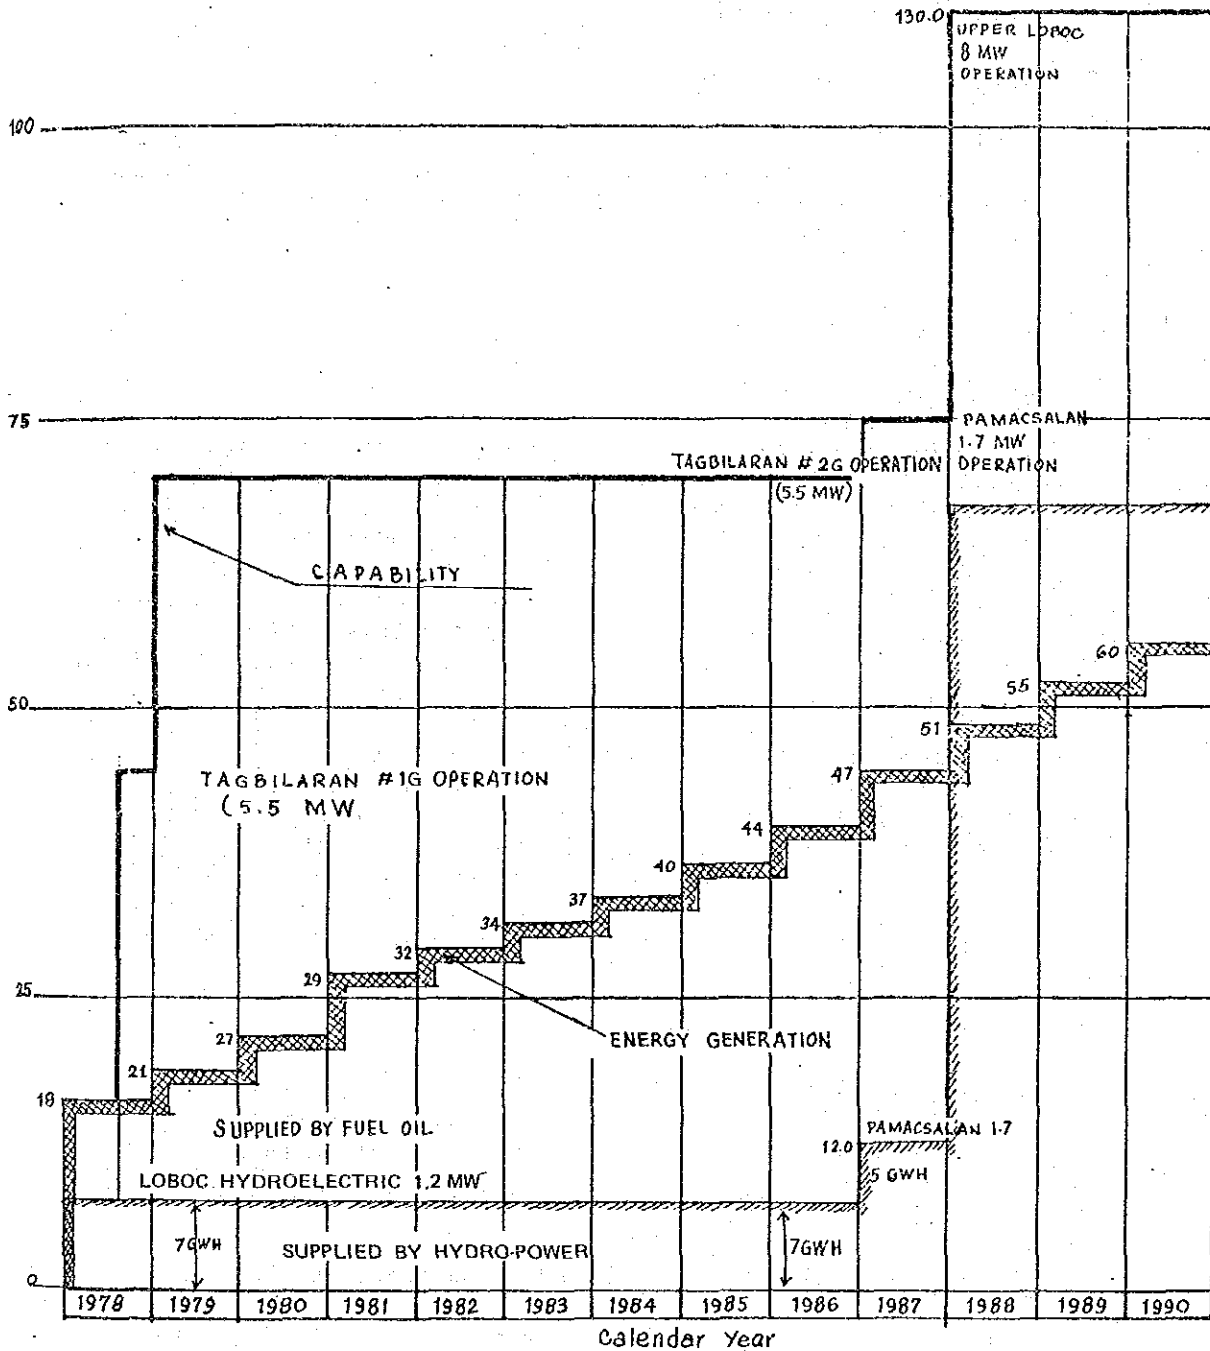 130.0
UPPER LOBOC
8 MW
OPERATION
100
75
PAMACSALAN
1.7 MW
OPERATION
TAGBILARAN # 2G OPERATION
(5.5 MW)
CAPABILITY
60
55
50
51
TAGBILARAN #1G OPERATION
(5.5 MW
47
44
40
37
34
32
29
25
27
ENERGY GENERATION
21
18
SUPPLIED BY FUEL OIL
PAMACSALAN 1.7
12.0
5 GWH
LOBOC HYDROELECTRIC 1.2 MW
7GWH
SUPPLIED BY HYDRO-POWER
7GWH
0
1978 1979 1980 1981 1982 1983 1984 1985 1986 1987 1988 1989 1990
Calendar Year